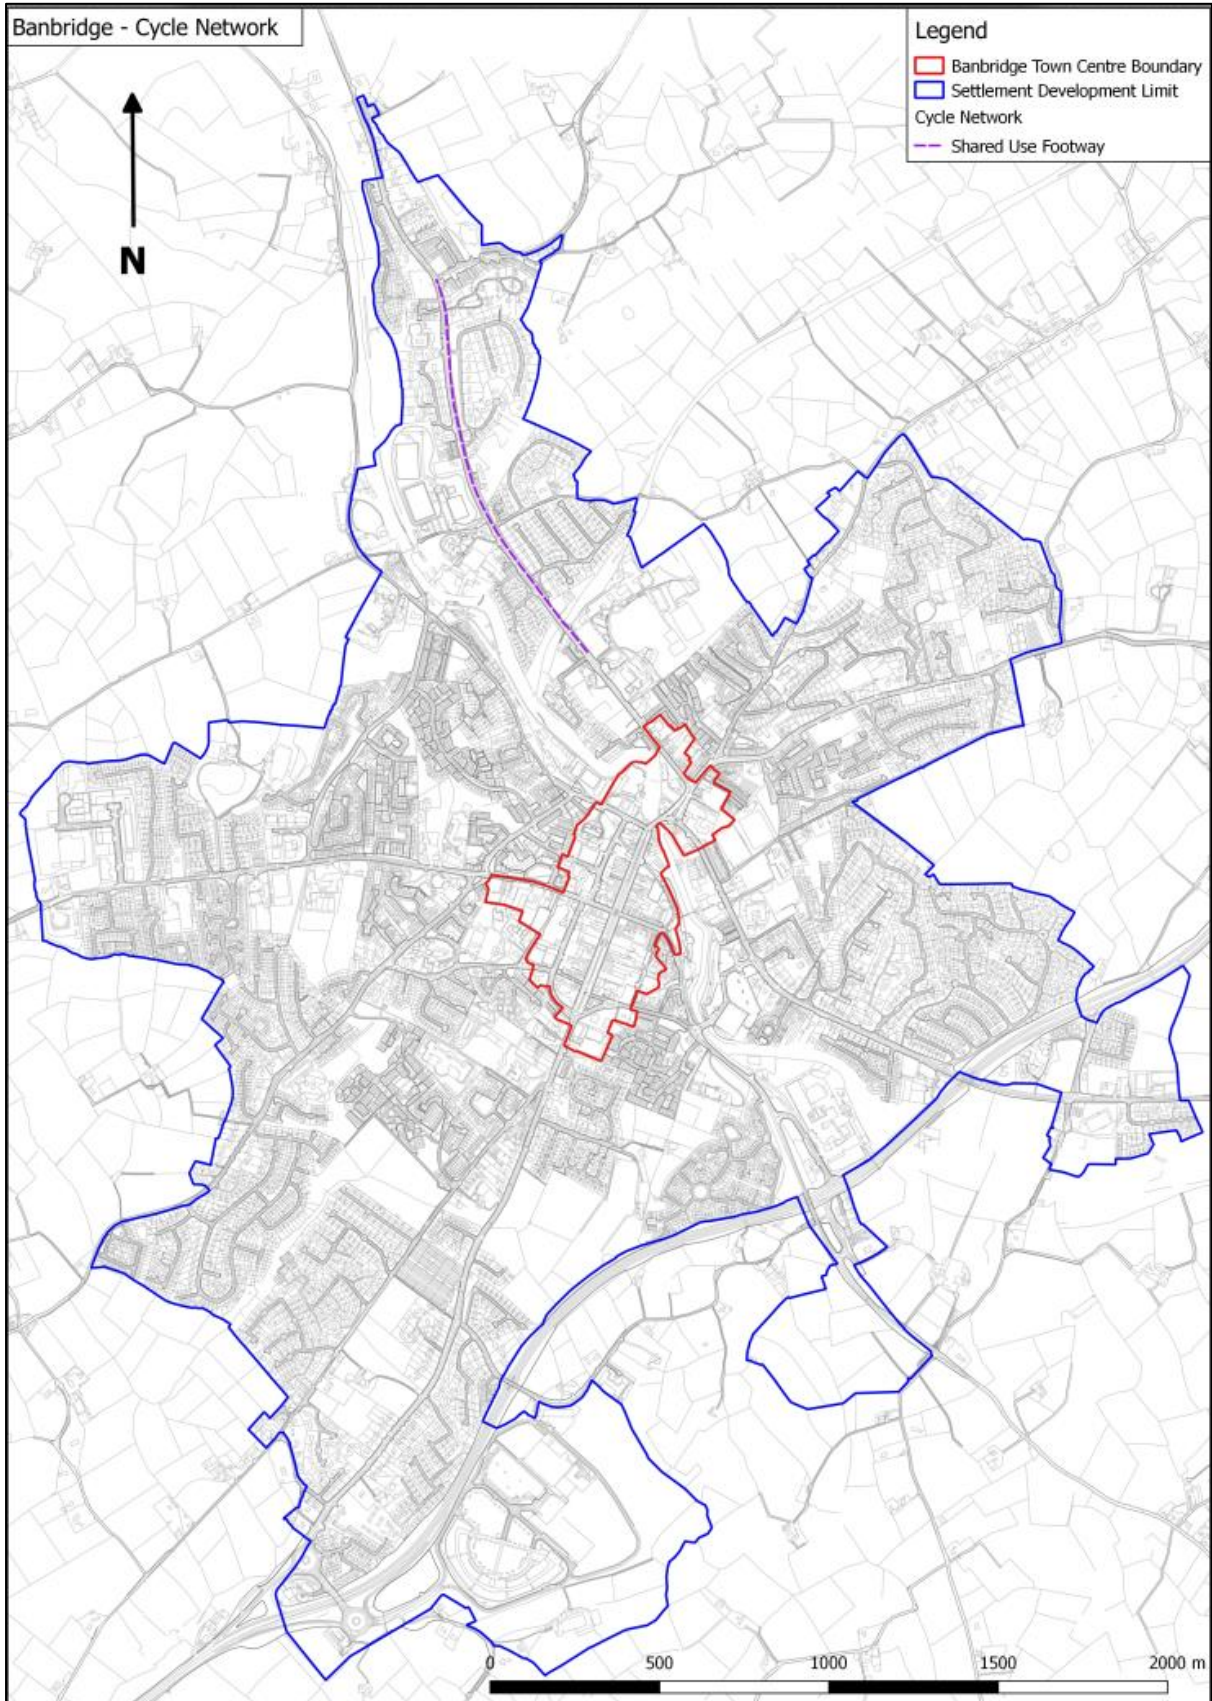 Banbridge - Cycle Network
Legend
Banbridge Town Centre Boundary
Settlement Development Limit
Cycle Network
Shared Use Footway
N
0 500 1000 1500 2000 m